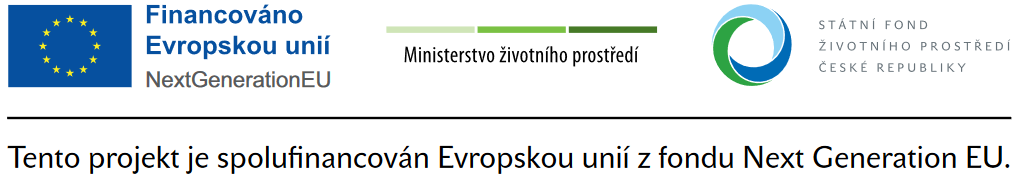 Financováno
Evropskou unií
NextGenerationEU
Ministerstvo životního prostředí
STÁTNÍ FOND
ŽIVOTNÍHO PROSTŘEDÍ
ČESKÉ REPUBLIKY
Tento projekt je spolufinancován Evropskou unií z fondu Next Generation EU.